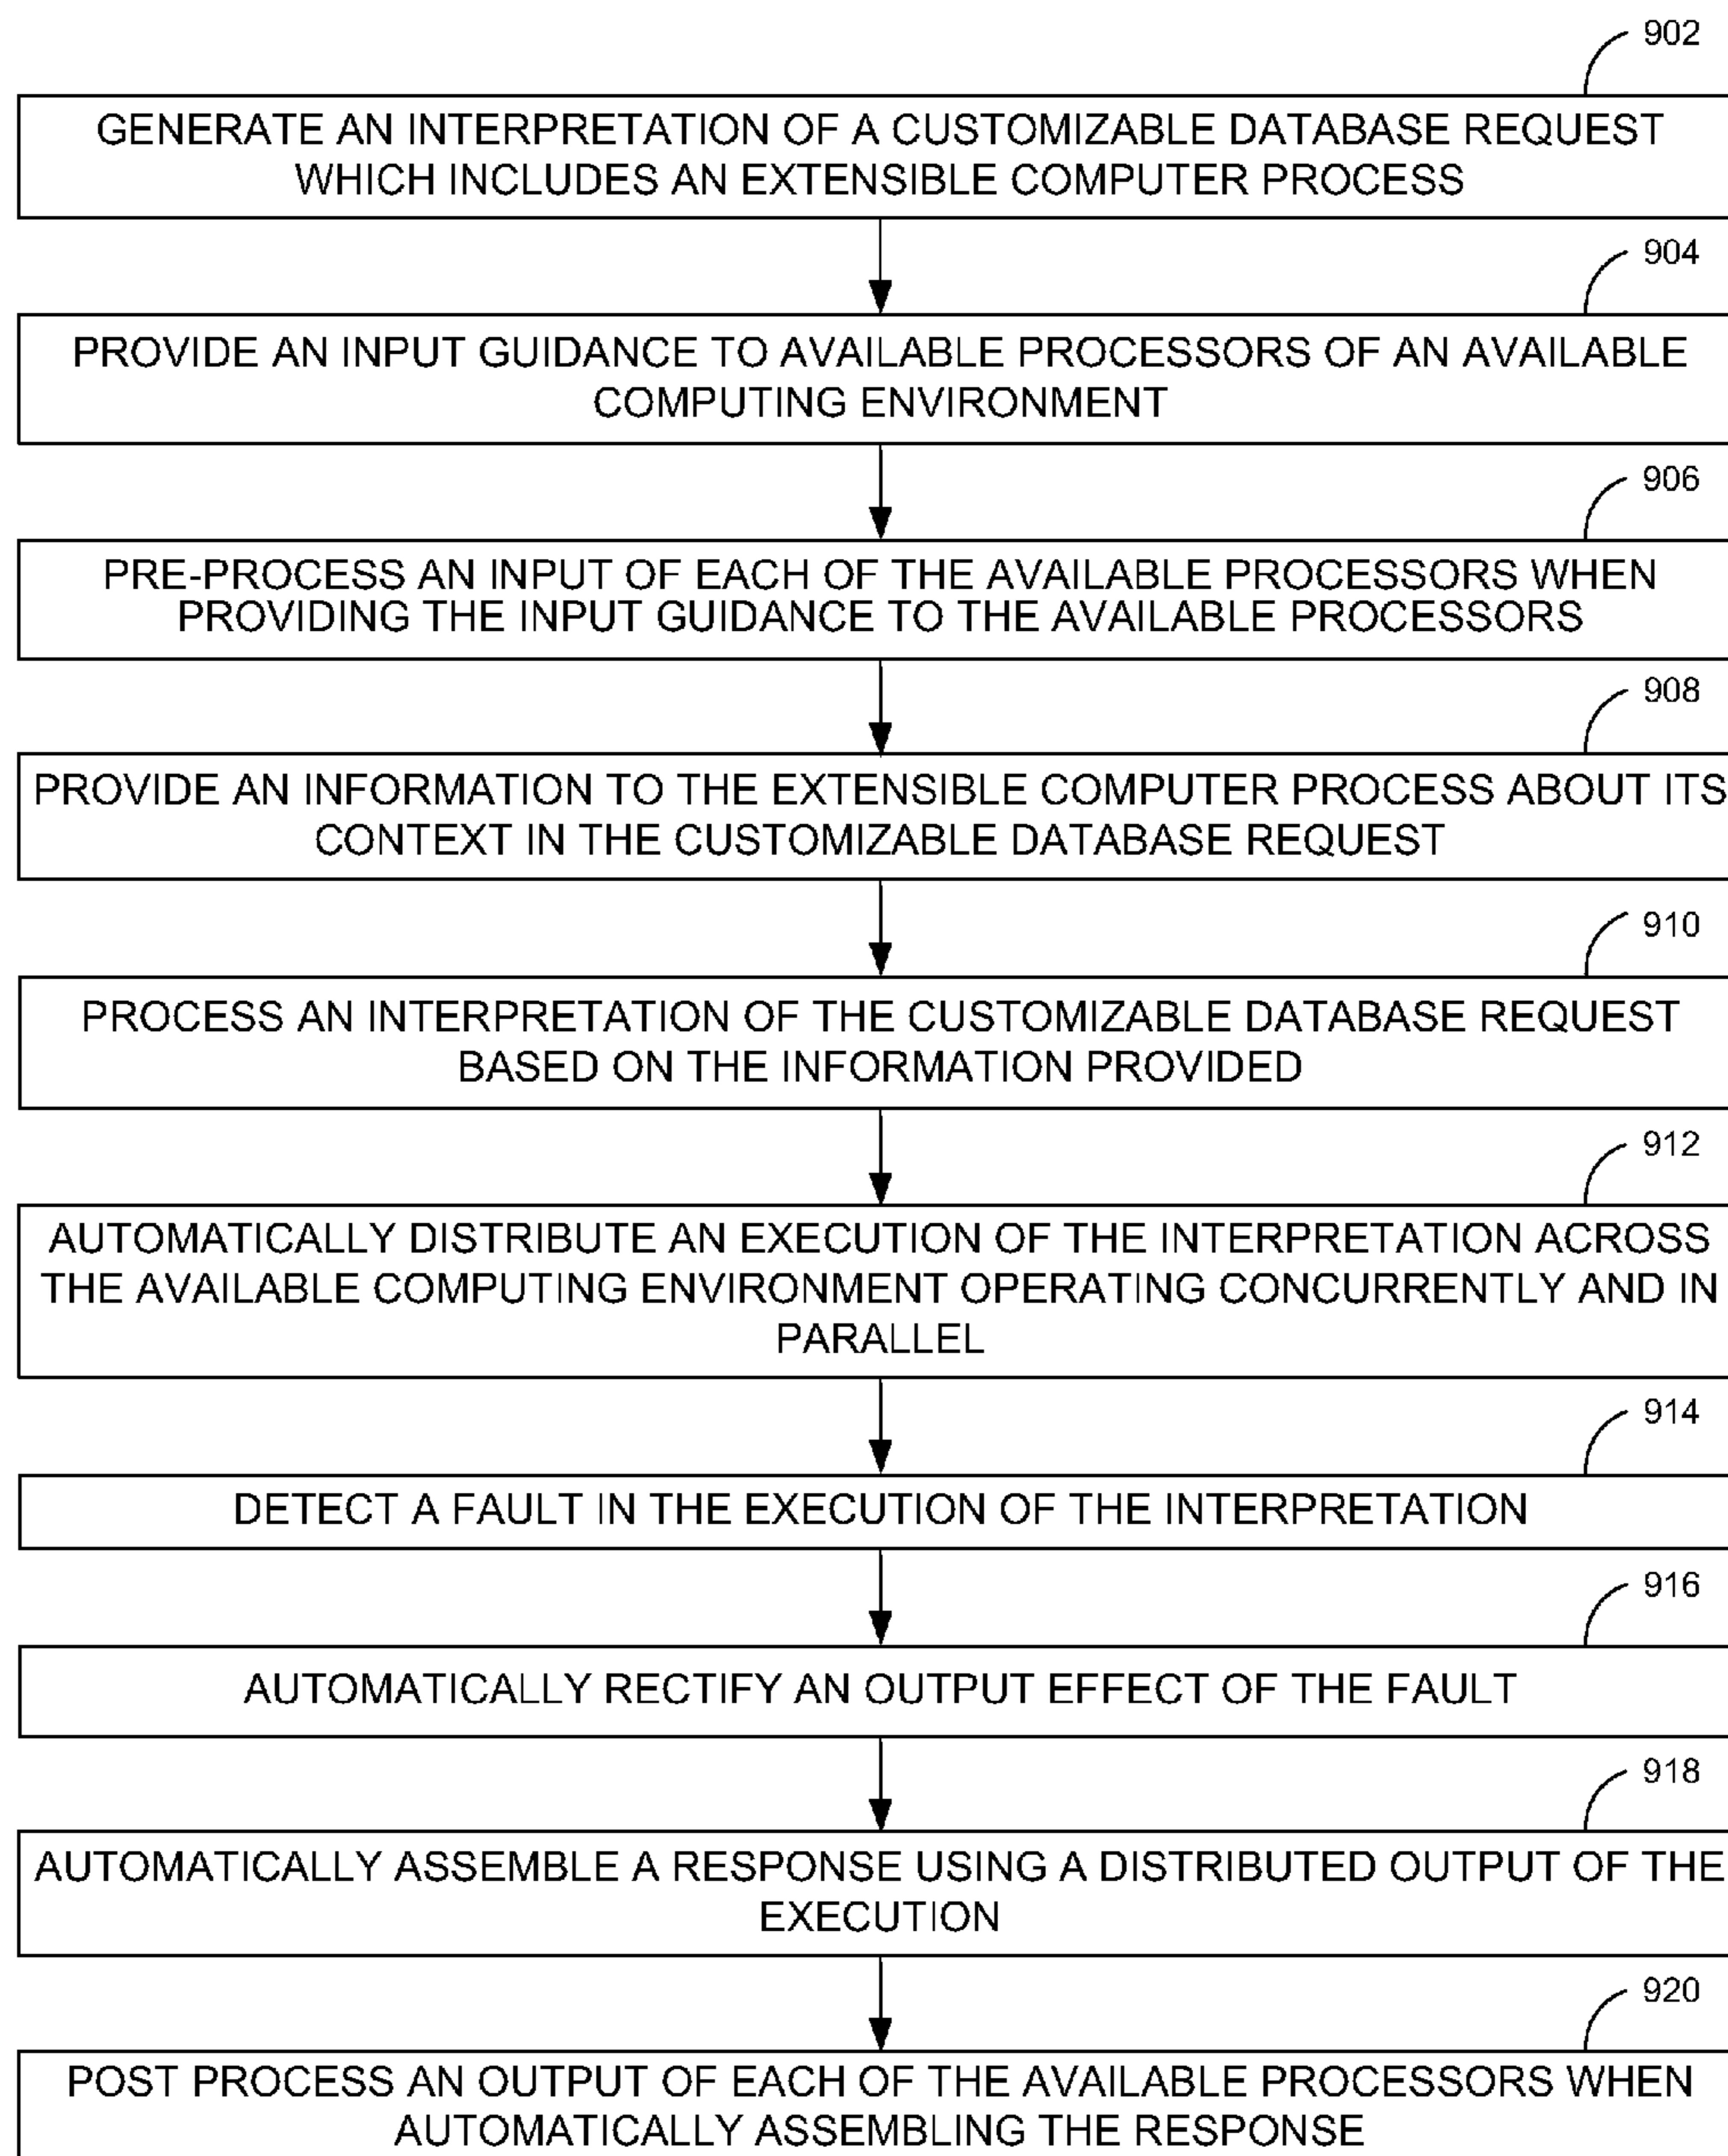 902
GENERATE AN INTERPRETATION OF A CUSTOMIZABLE DATABASE REQUEST
WHICH INCLUDES AN EXTENSIBLE COMPUTER PROCESS
904
PROVIDE AN INPUT GUIDANCE TO AVAILABLE PROCESSORS OF AN AVAILABLE
COMPUTING ENVIRONMENT
906
PRE-PROCESS AN INPUT OF EACH OF THE AVAILABLE PROCESSORS WHEN
PROVIDING THE INPUT GUIDANCE TO THE AVAILABLE PROCESSORS
908
PROVIDE AN INFORMATION TO THE EXTENSIBLE COMPUTER PROCESS ABOUT ITS
CONTEXT IN THE CUSTOMIZABLE DATABASE REQUEST
910
PROCESS AN INTERPRETATION OF THE CUSTOMIZABLE DATABASE REQUEST
BASED ON THE INFORMATION PROVIDED
912
AUTOMATICALLY DISTRIBUTE AN EXECUTION OF THE INTERPRETATION ACROSS
THE AVAILABLE COMPUTING ENVIRONMENT OPERATING CONCURRENTLY AND IN
PARALLEL
914
DETECT A FAULT IN THE EXECUTION OF THE INTERPRETATION
916
AUTOMATICALLY RECTIFY AN OUTPUT EFFECT OF THE FAULT
918
AUTOMATICALLY ASSEMBLE A RESPONSE USING A DISTRIBUTED OUTPUT OF THE
EXECUTION
920
POST PROCESS AN OUTPUT OF EACH OF THE AVAILABLE PROCESSORS WHEN
AUTOMATICALLY ASSEMBLING THE RESPONSE